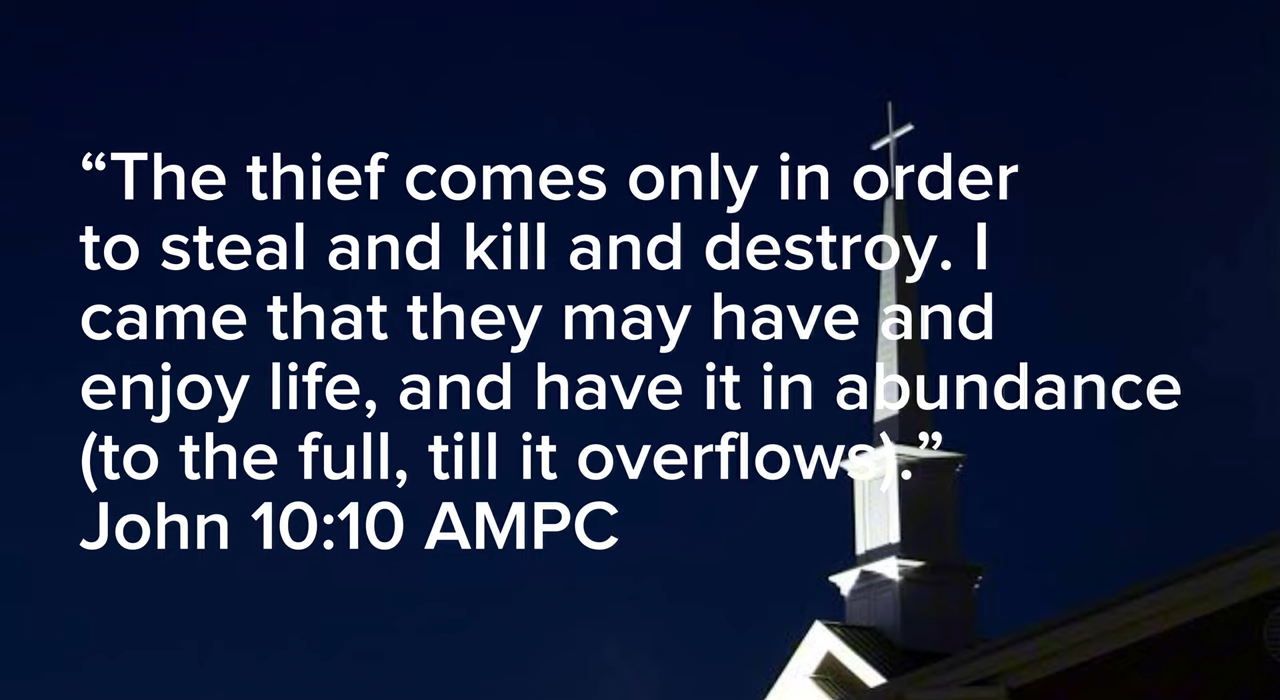 “The thief comes only in order
to steal and kill and destroy. I
came that they may have and
enjoy life, and have it in abundance
(to the full, till it overflows).”
John 10:10 AMPC